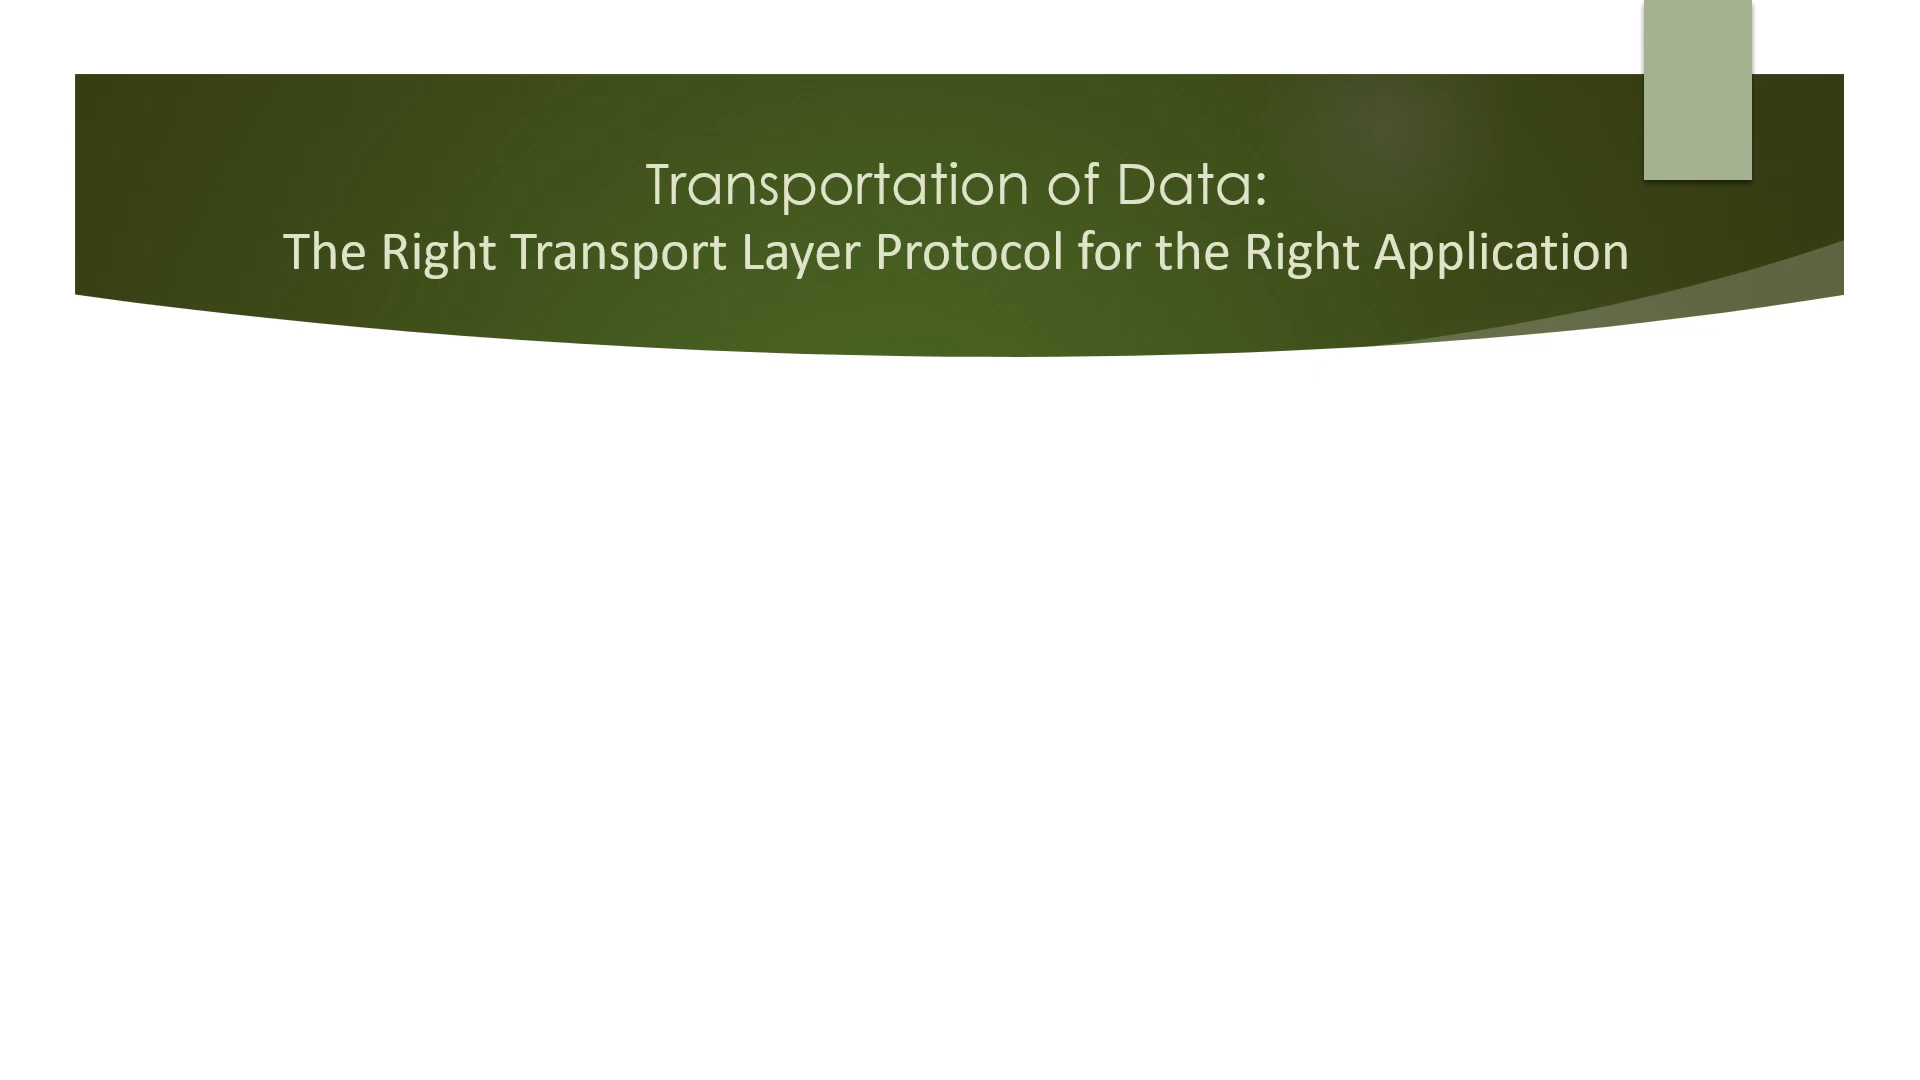 Transportation of Data:
The Right Transport Layer Protocol for the Right Application